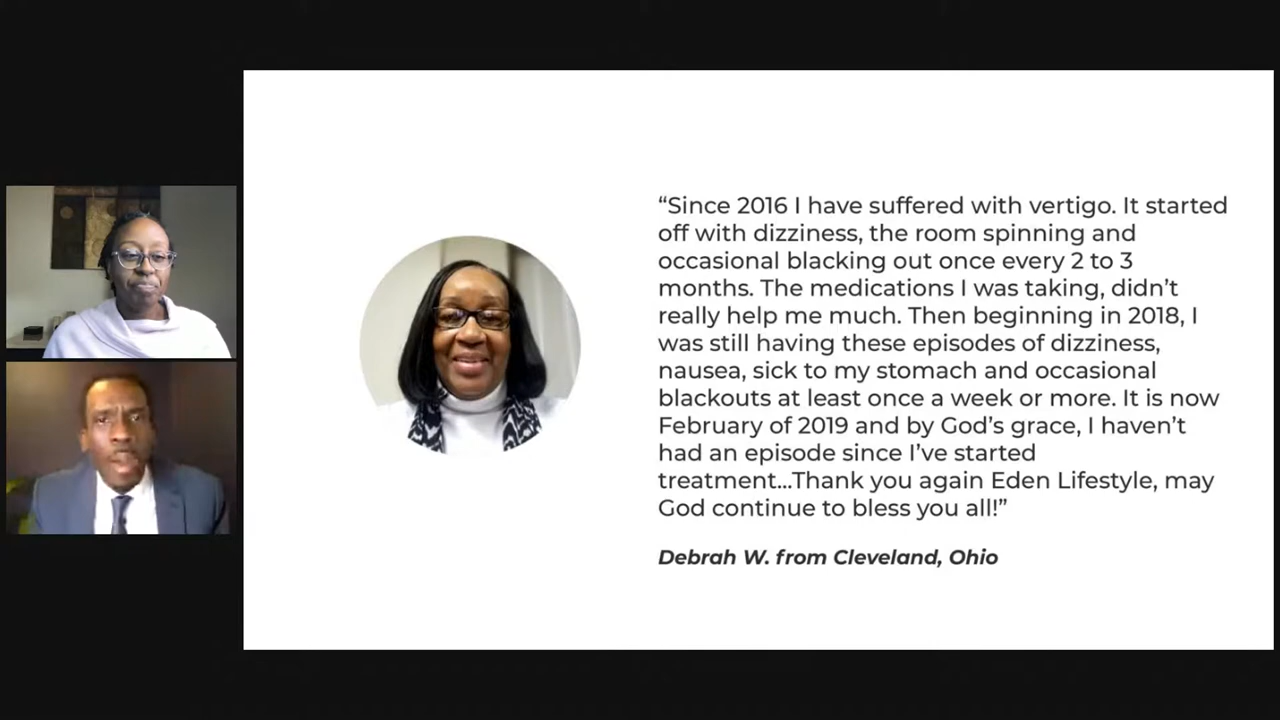 “Since 2016 I have suffered with vertigo. It started
off with dizziness, the room spinning and
occasional blacking out once every 2 to 3
months. The medications I was taking, didn’t
really help me much. Then beginning in 2018, I
was still having these episodes of dizziness,
nausea, sick to my stomach and occasional
blackouts at least once a week or more. It is now
February of 2019 and by God’s grace, I haven’t
had an episode since I’ve started
treatment...Thank you again Eden Lifestyle, may
God continue to bless you all!”
Debrah W. from Cleveland, Ohio